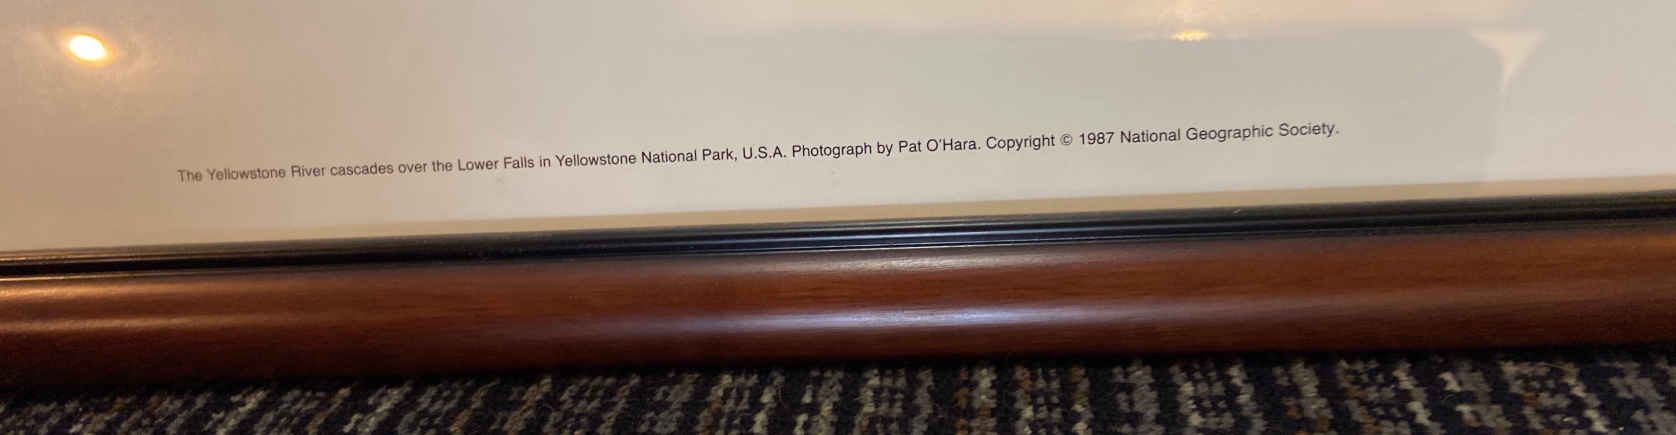 The Yellowstone River cascades over the Lower Falls in Yellowstone National Park, U.S.A. Photograph by Pat O'Hara. Copyright © 1987 National Geographic Society.